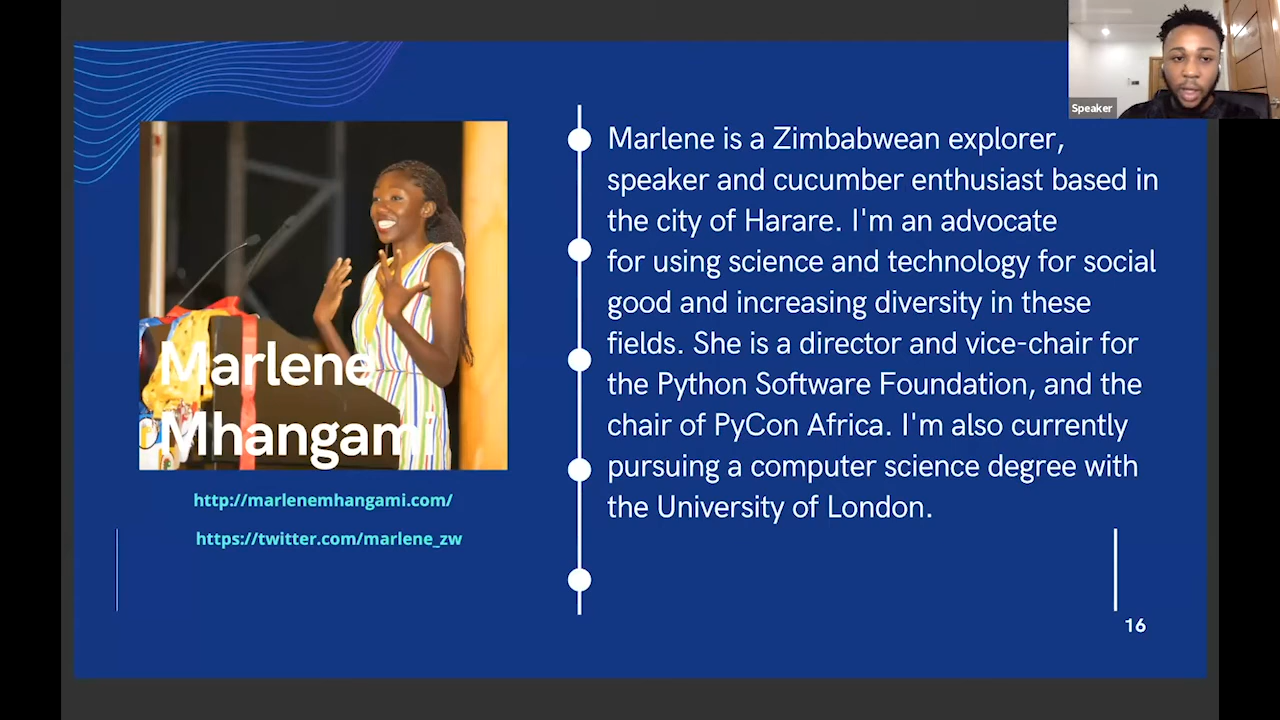 Speaker
Marlene is a Zimbabwean explorer,
speaker and cucumber enthusiast based in
the city of Harare. I'm an advocate
for using science and technology for social
good and increasing diversity in these
fields. She is a director and vice-chair for
the Python Software Foundation, and the
chair of PyCon Africa. I'm also currently
pursuing a computer science degree with
the University of London.
Marlene
Mhangami
http://marlenemhangami.com/
https://twitter.com/marlene_zw
16